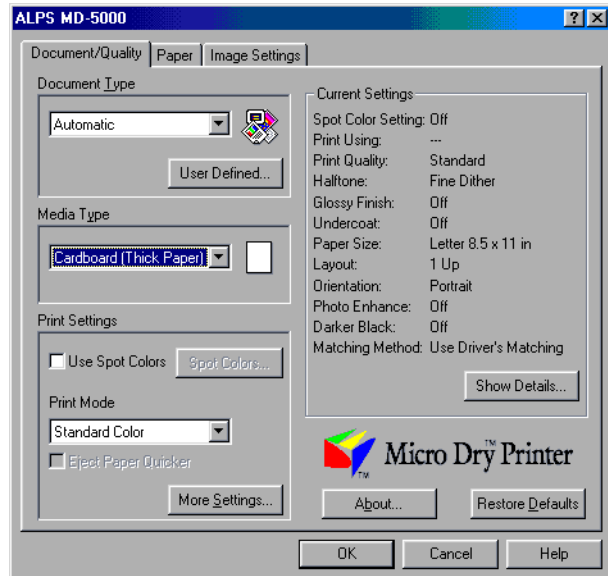 ALPS MD-5000
Document/Quality
Paper
Image Settings
Document Type
Automatic
User Defined...
Media Type
Cardboard (Thick Paper)
Print Settings
Use Spot Colors
Spot Colors...
Print Mode
Standard Color
Eject Paper Quicker
More Settings...
Current Settings
Spot Color Setting: Off
Print Using: ---
Print Quality: Standard
Halftone: Fine Dither
Glossy Finish: Off
Undercoat: Off
Paper Size: Letter 8.5 x 11 in
Layout: 1 Up
Orientation: Portrait
Photo Enhance: Off
Darker Black: Off
Matching Method: Use Driver's Matching
Show Details...
TM
Micro Dry™ Printer
About...
Restore Defaults
OK
Cancel
Help